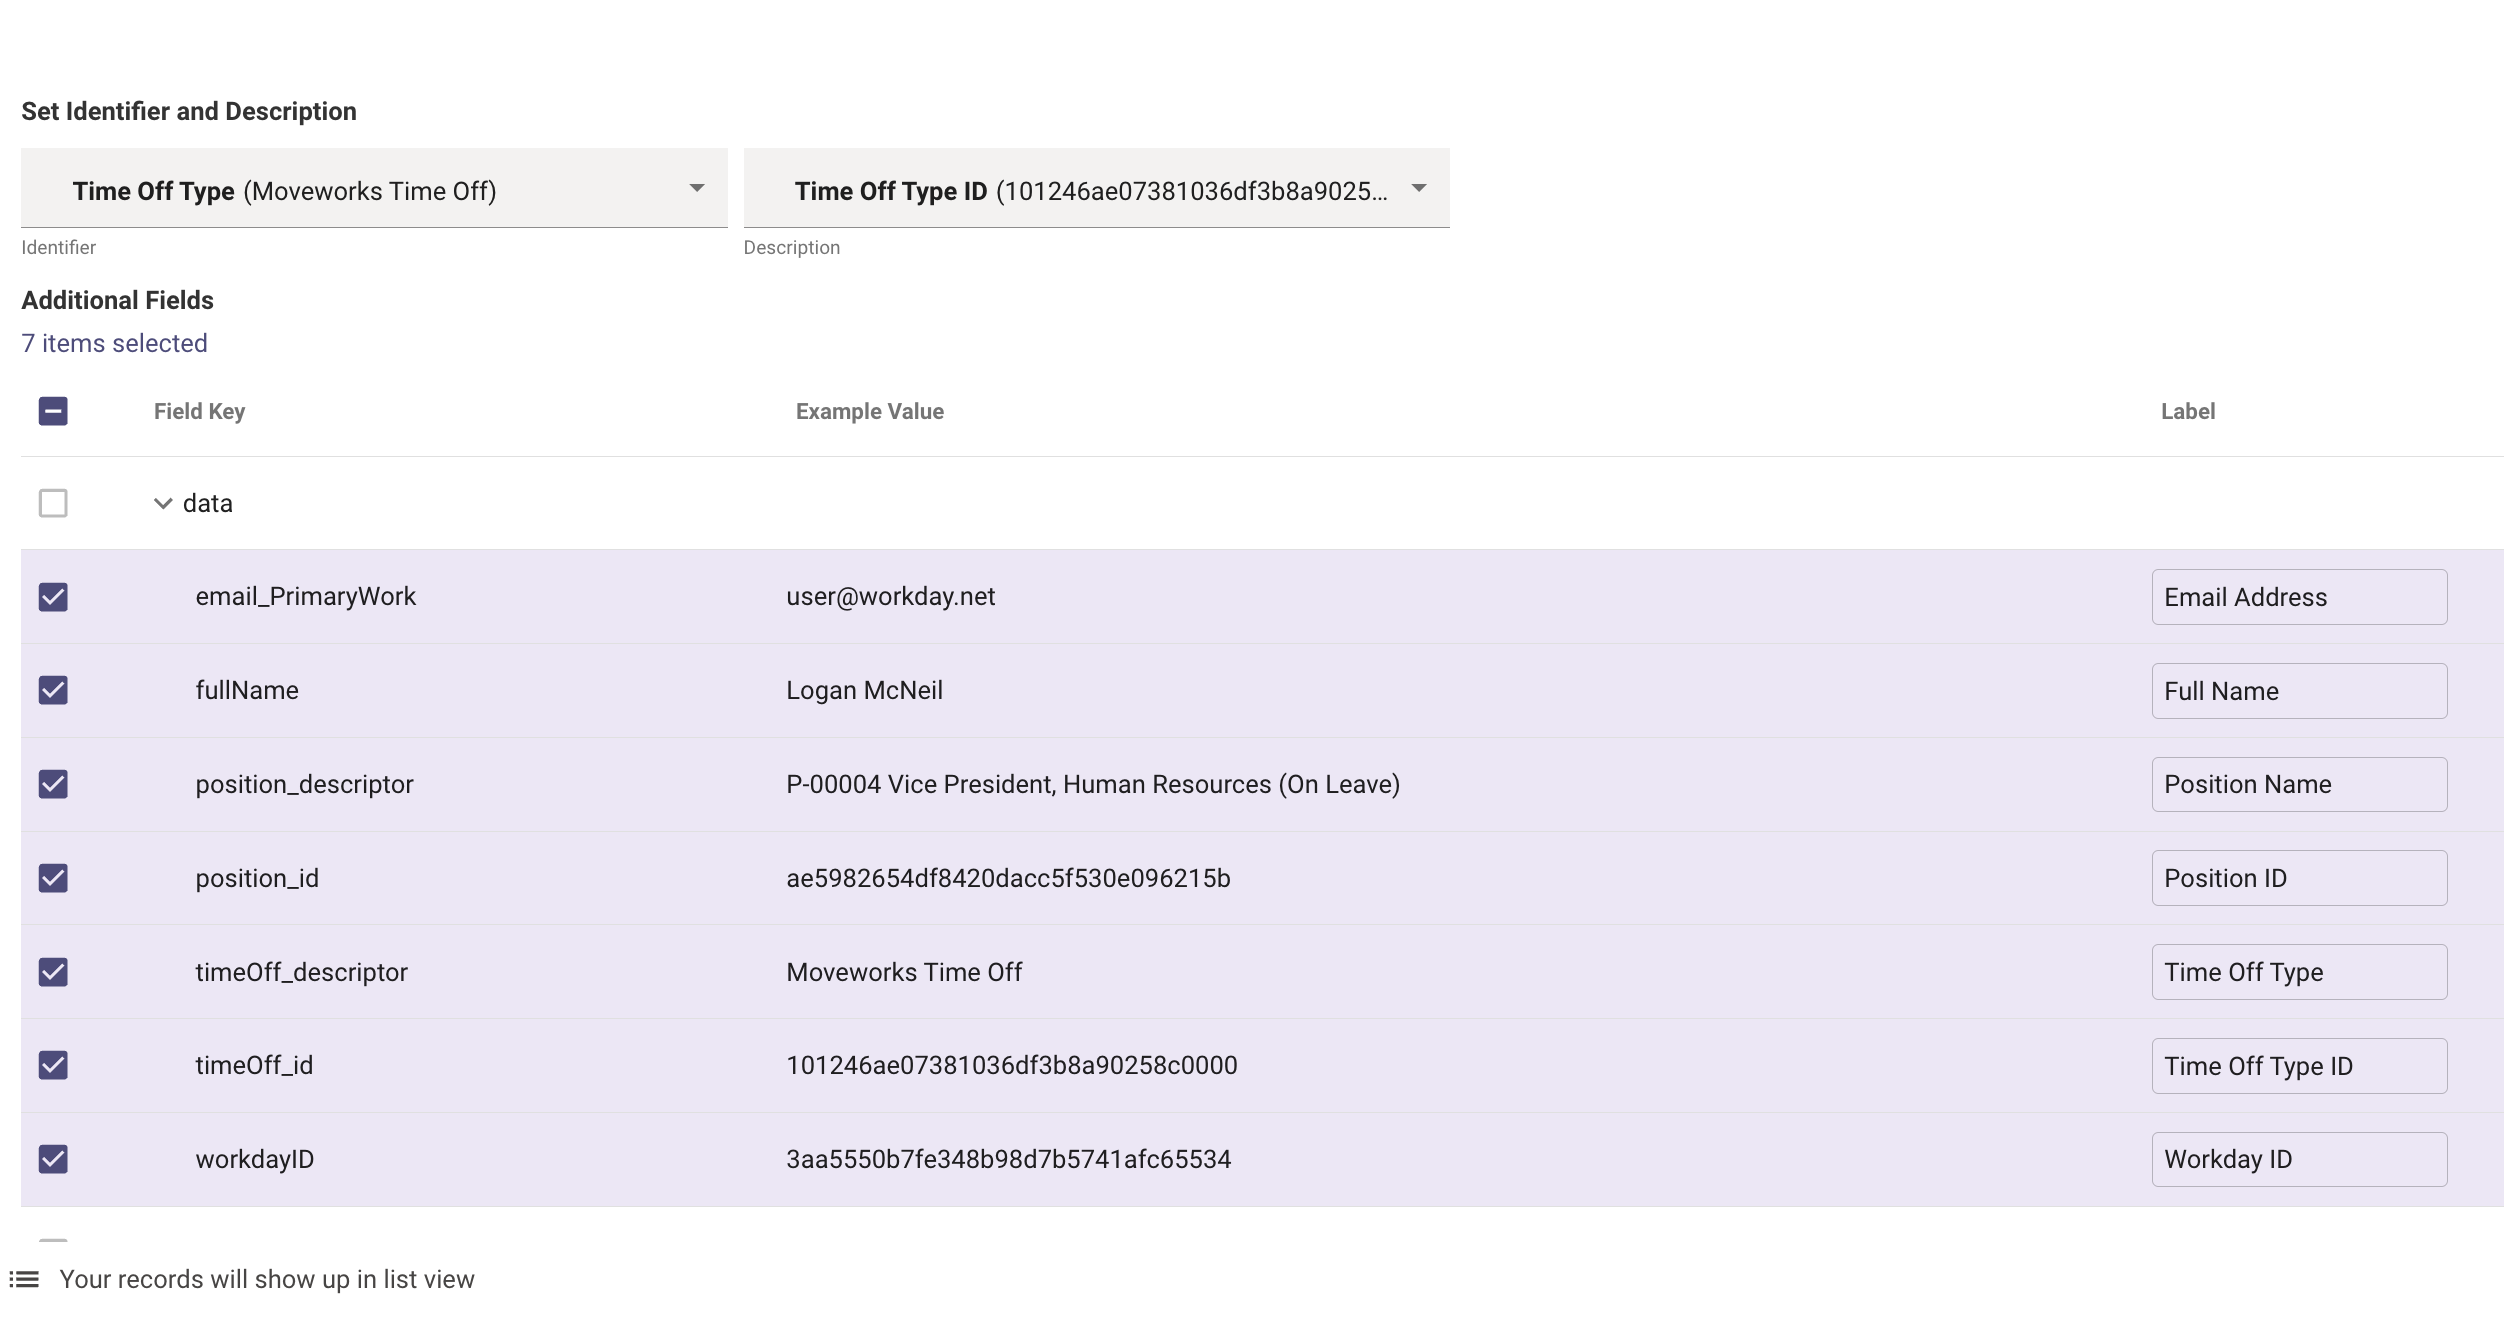 Set Identifier and Description
Time Off Type (Moveworks Time Off)
Time Off Type ID (101246ae07381036df3b8a9025...
Identifier
Description
Additional Fields
7 items selected
Field Key Example Value Label
data
email_PrimaryWork user@workday.net Email Address
fullName Logan McNeil Full Name
position_descriptor P-00004 Vice President, Human Resources (On Leave) Position Name
position_id ae5982654df8420dacc5f530e096215b Position ID
timeOff_descriptor Moveworks Time Off Time Off Type
timeOff_id 101246ae07381036df3b8a90258c0000 Time Off Type ID
workdayID 3aa5550b7fe348b98d7b5741afc65534 Workday ID
Your records will show up in list view